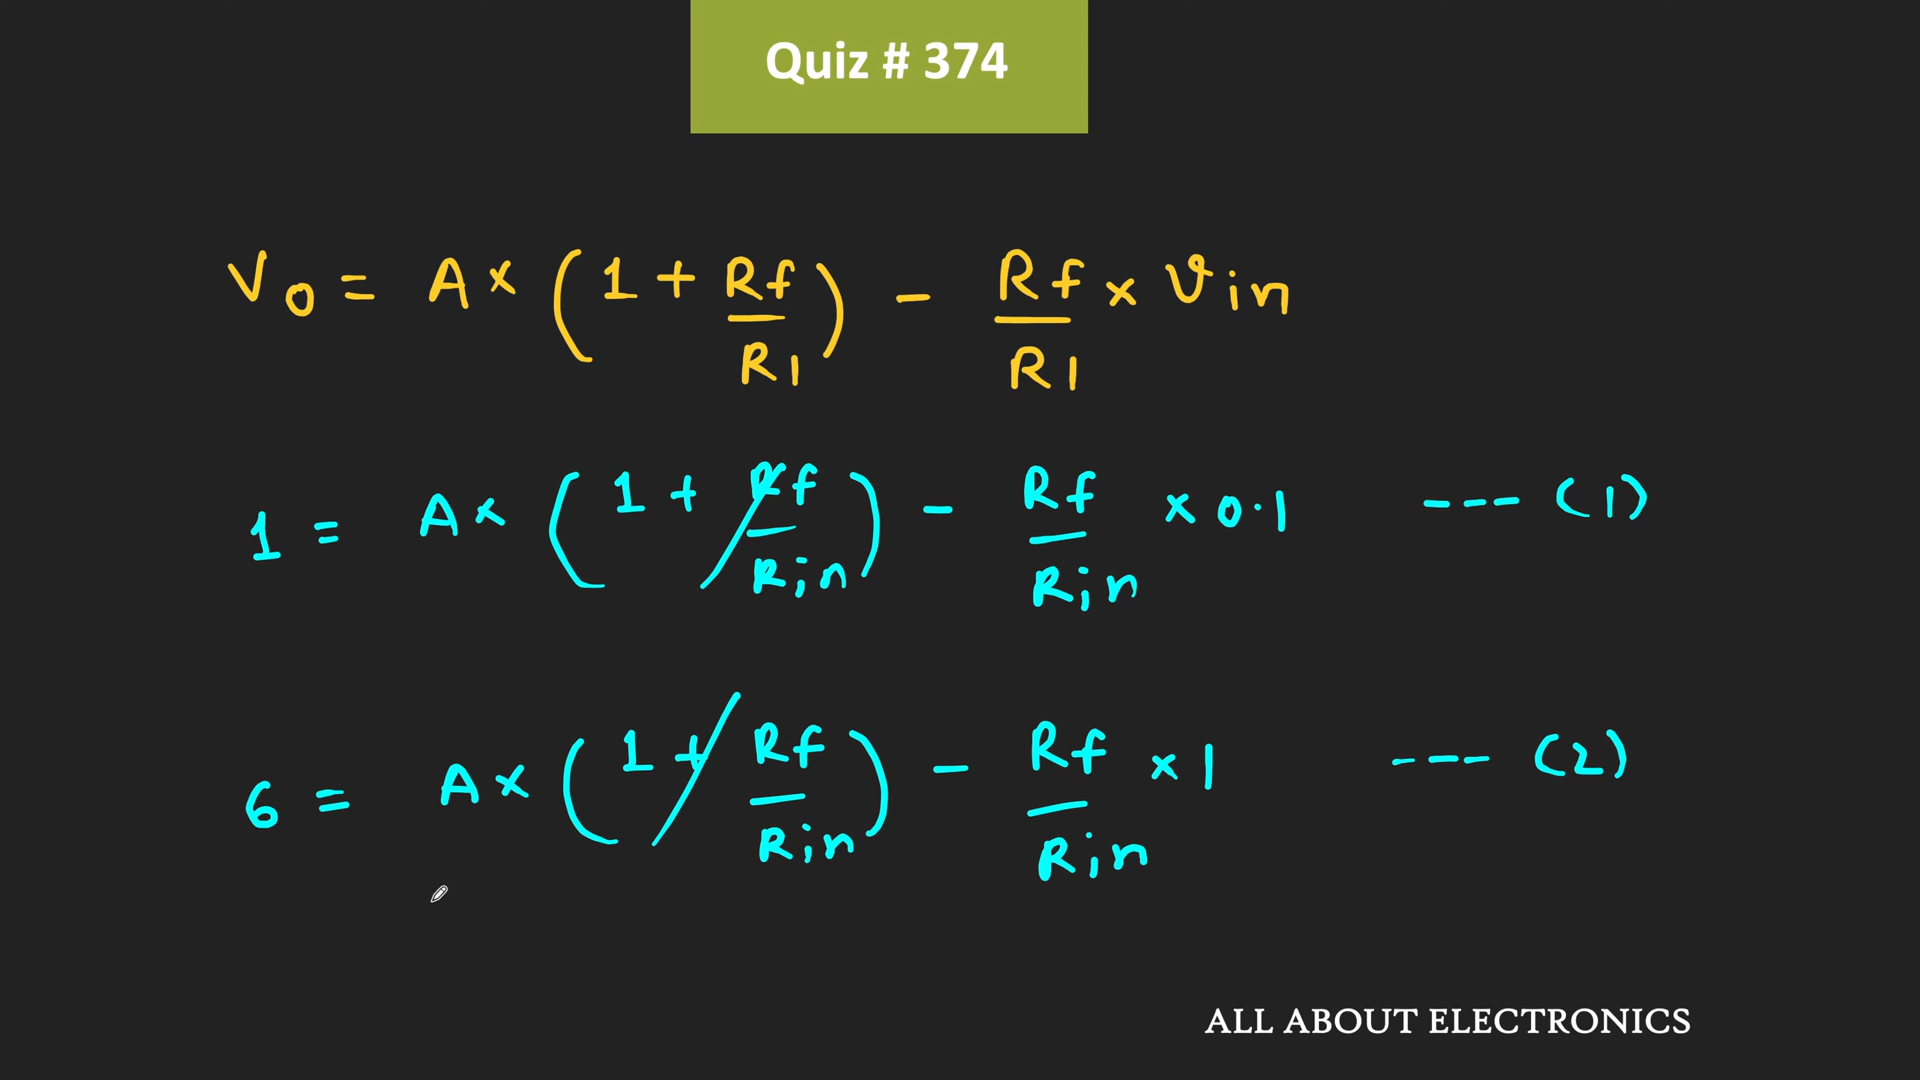 Quiz # 374
Vo = A × (1 + Rf/R1) - Rf/R1 × Vin
1 = A × (1 + Rf/Rin) - Rf/Rin × 0.1 --- (1)
6 = A × (1 + Rf/Rin) - Rf/Rin × 1 --- (2)
ALL ABOUT ELECTRONICS